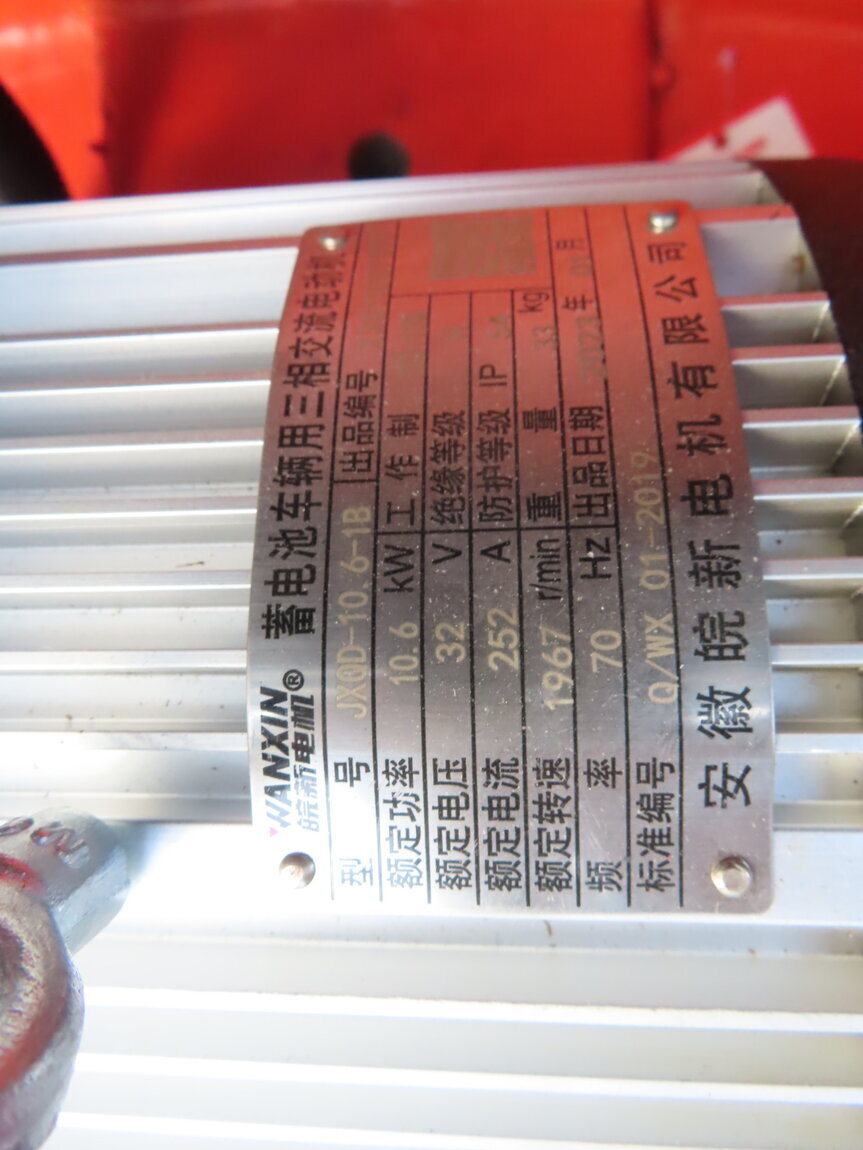 WANXIN
皖新电机® 蓄电池车辆用三相交流电动机
型 号 JXQD-10.6-1B 出品编号
额定功率 10.6 kW 工作制
额定电压 32 V 绝缘等级
额定电流 252 A 防护等级 IP 54
额定转速 1967 r/min 重量 33 kg
频 率 70 Hz 出品日期 2023 年 01 月
标准编号 Q/WX 01-2019
安徽皖新电机有限公司